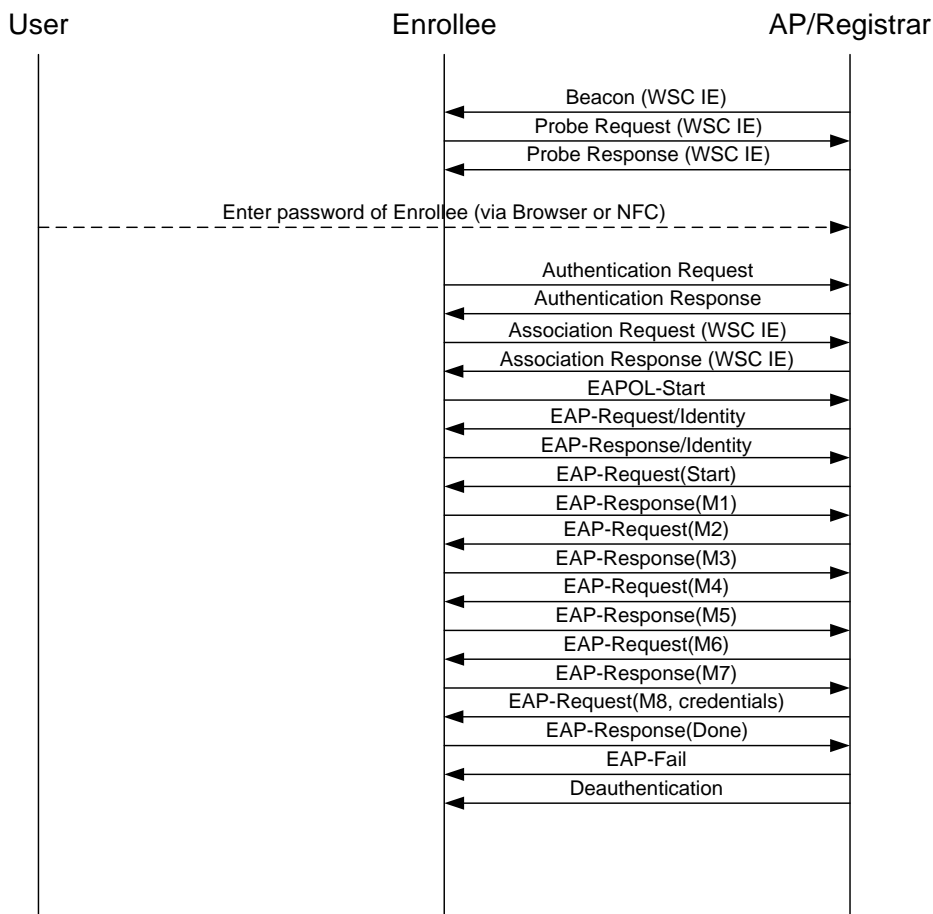 User
Enrollee
AP/Registrar
Beacon (WSC IE)
Probe Request (WSC IE)
Probe Response (WSC IE)
Enter password of Enrollee (via Browser or NFC)
Authentication Request
Authentication Response
Association Request (WSC IE)
Association Response (WSC IE)
EAPOL-Start
EAP-Request/Identity
EAP-Response/Identity
EAP-Request(Start)
EAP-Response(M1)
EAP-Request(M2)
EAP-Response(M3)
EAP-Request(M4)
EAP-Response(M5)
EAP-Request(M6)
EAP-Response(M7)
EAP-Request(M8, credentials)
EAP-Response(Done)
EAP-Fail
Deauthentication